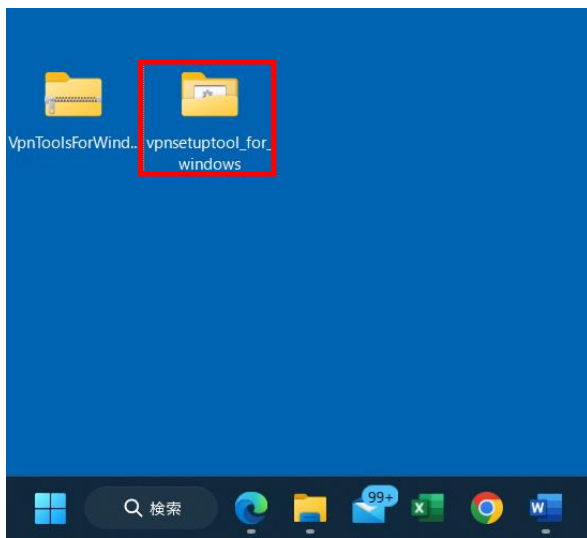 VpnToolsForWind...
vpnsetuptool_for_
windows
99+
検索